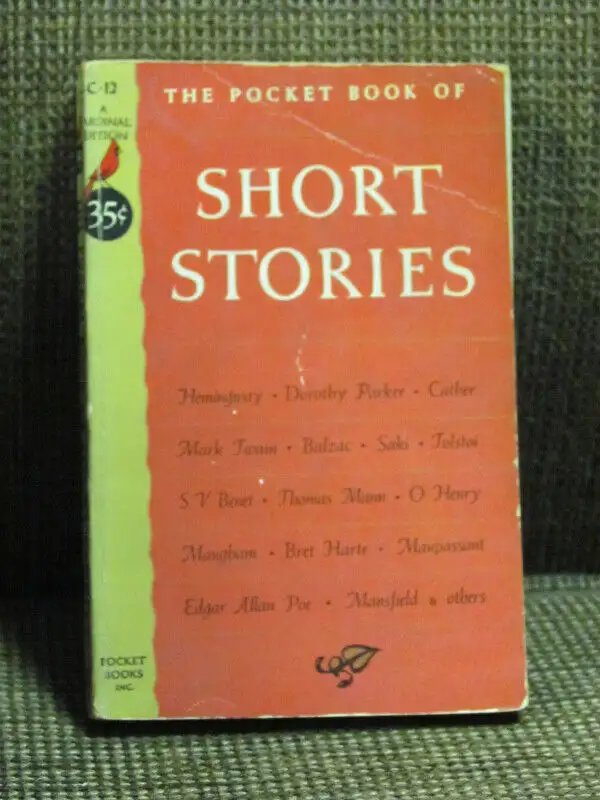 C-12
A
CARDINAL
EDITION
35¢
THE POCKET BOOK OF
SHORT
STORIES
Hemingway • Dorothy Parker • Cather
Mark Twain • Balzac • Saki • Tolstoi
S V Benet • Thomas Mann • O Henry
Maugham • Bret Harte • Maupassant
Edgar Allan Poe • Mansfield & others
POCKET
BOOKS
INC.